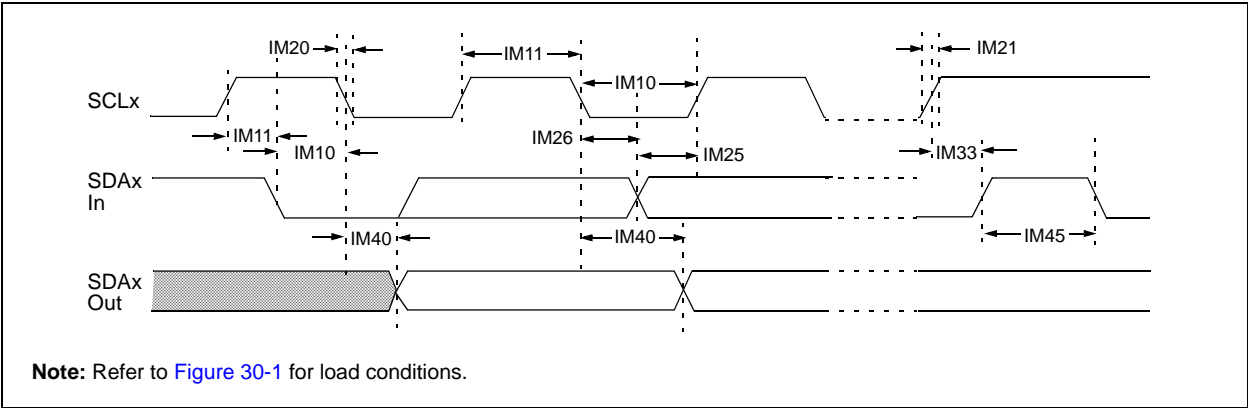 IM20
IM11
IM21
IM10
SCLx
IM11
IM26
IM10
IM25
IM33
SDAx
In
IM40
IM40
IM45
SDAx
Out
Note: Refer to Figure 30-1 for load conditions.